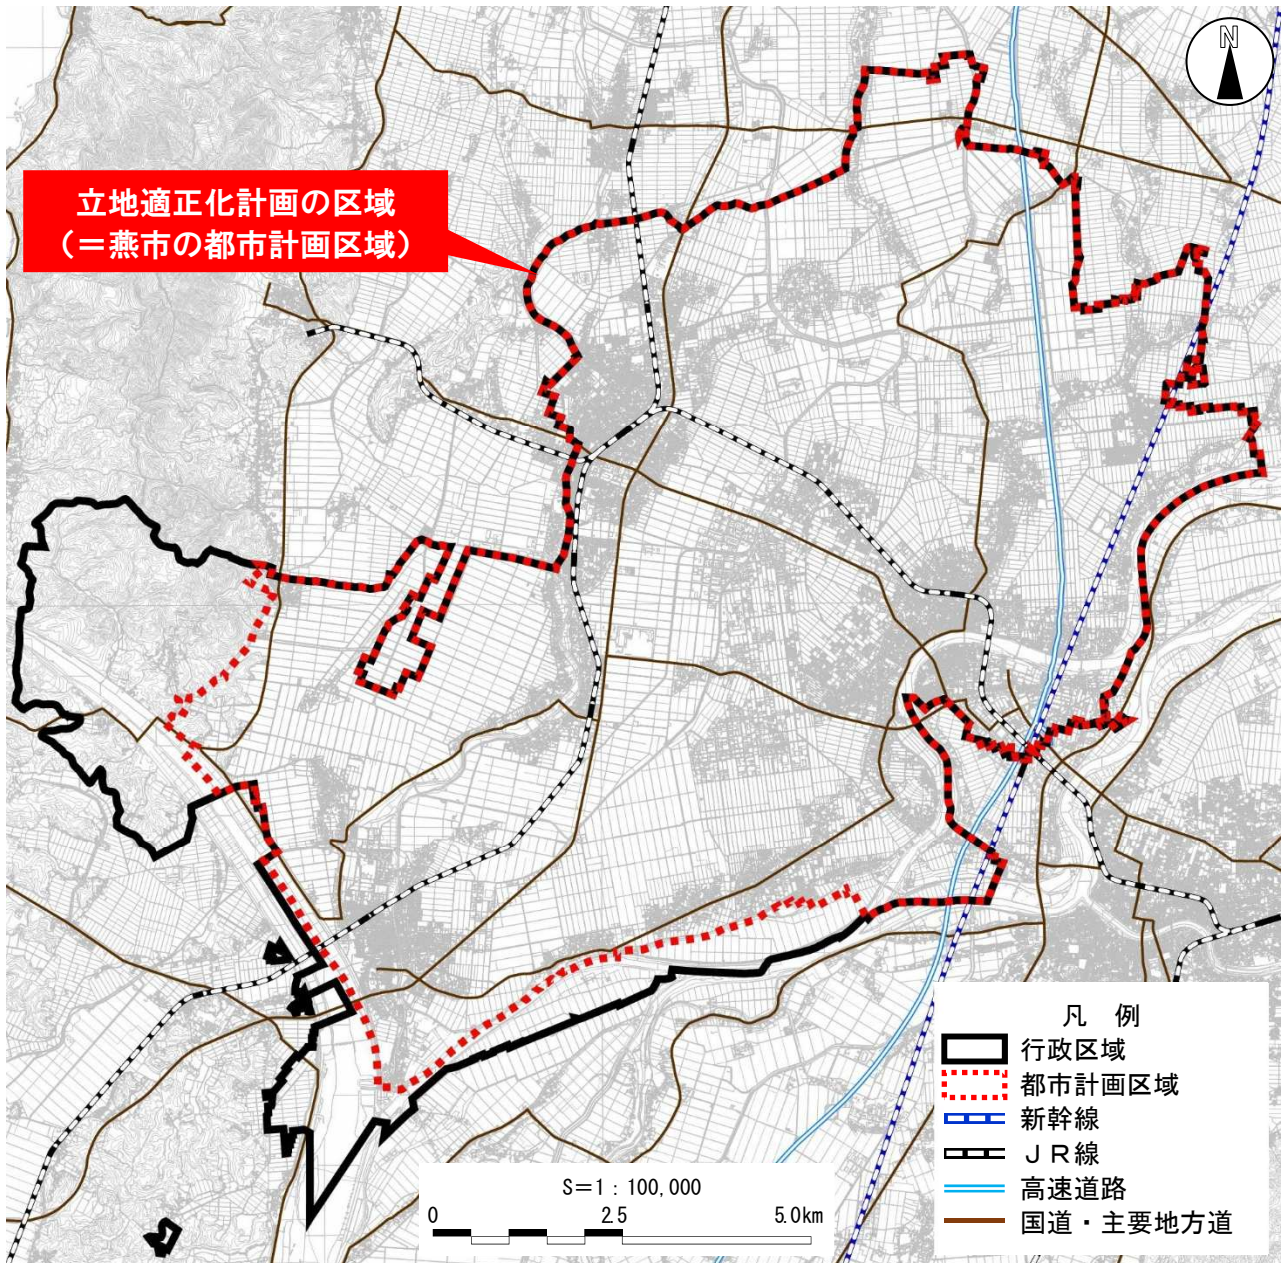 N
立地適正化計画の区域
（＝燕市の都市計画区域）
凡 例
行政区域
都市計画区域
新幹線
ＪＲ線
高速道路
国道・主要地方道
S=1：100,000
0 2.5 5.0km